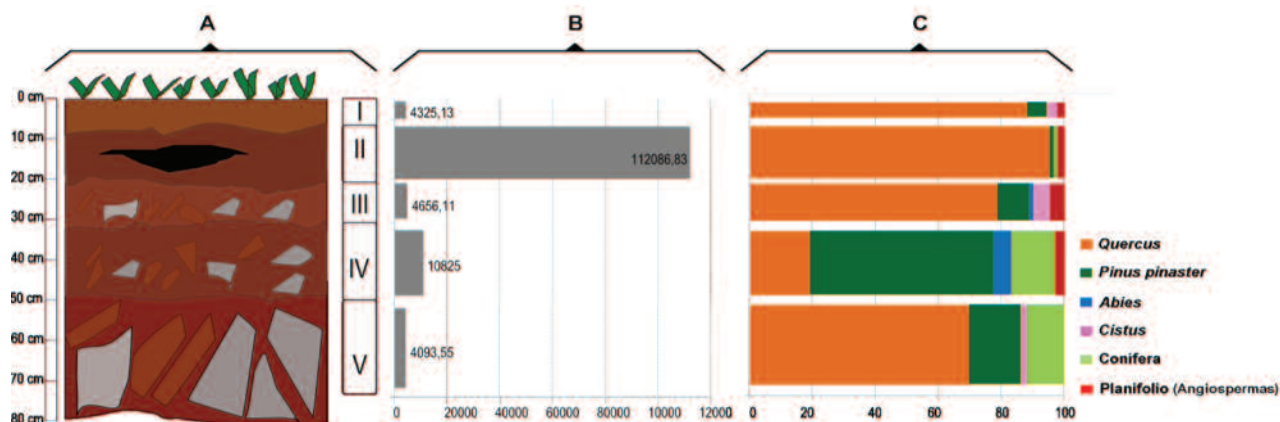 A
B
C
0 cm
10 cm
20 cm
30 cm
40 cm
50 cm
60 cm
70 cm
80 cm
I
II
III
IV
V
4325,13
112086,83
4656,11
10825
4093,55
0 20000 40000 60000 80000 100000 12000
0 20 40 60 80 100
Quercus
Pinus pinaster
Abies
Cistus
Conifera
Planifolio (Angiospermas)